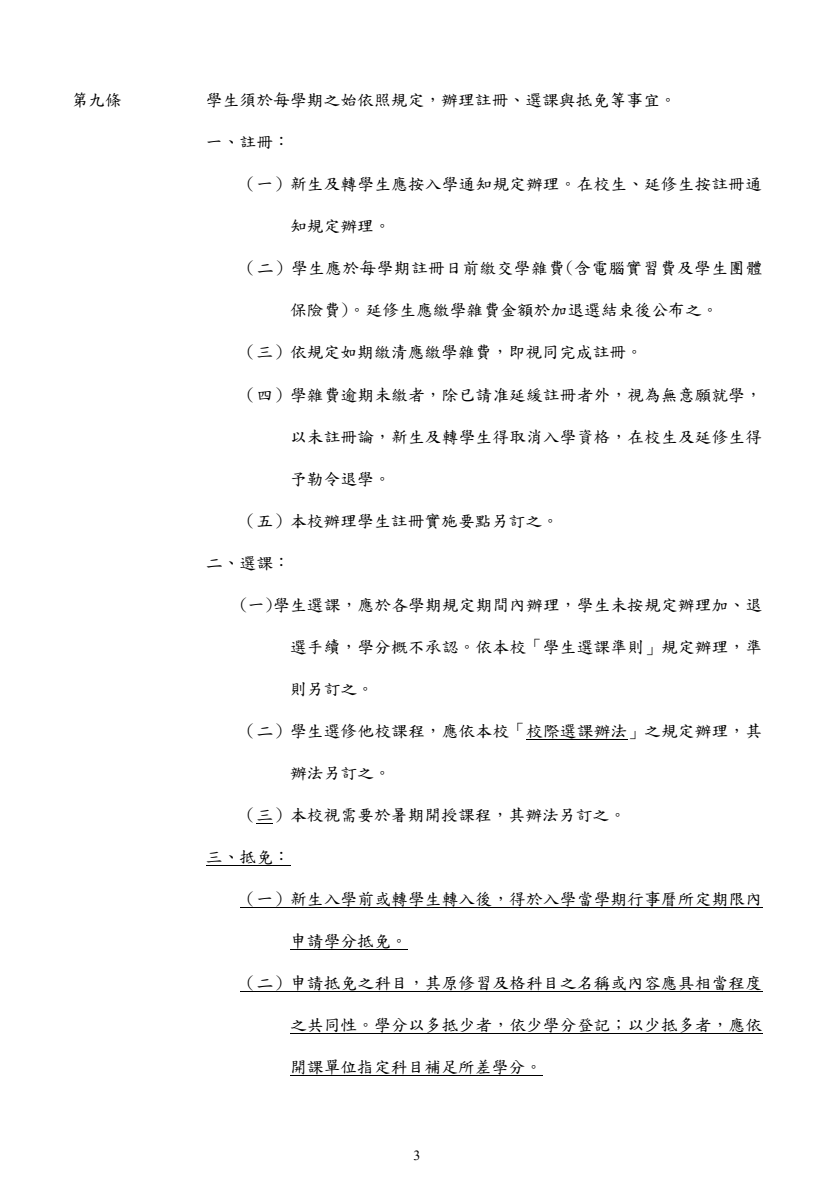 第九條 學生須於每學期之始依照規定，辦理註冊、選課與抵免等事宜。
一、註冊：
（一）新生及轉學生應按入學通知規定辦理。在校生、延修生按註冊通
知規定辦理。
（二）學生應於每學期註冊日前繳交學雜費(含電腦實習費及學生團體
保險費)。延修生應繳學雜費金額於加退選結束後公布之。
（三）依規定如期繳清應繳學雜費，即視同完成註冊。
（四）學雜費逾期未繳者，除已請准延緩註冊者外，視為無意願就學，
以未註冊論，新生及轉學生得取消入學資格，在校生及延修生得
予勒令退學。
（五）本校辦理學生註冊實施要點另訂之。
二、選課：
(一)學生選課，應於各學期規定期間內辦理，學生未按規定辦理加、退
選手續，學分概不承認。依本校「學生選課準則」規定辦理，準
則另訂之。
（二）學生選修他校課程，應依本校「校際選課辦法」之規定辦理，其
辦法另訂之。
（三）本校視需要於暑期開授課程，其辦法另訂之。
三、抵免：
（一）新生入學前或轉學生轉入後，得於入學當學期行事曆所定期限內
申請學分抵免。
（二）申請抵免之科目，其原修習及格科目之名稱或內容應具相當程度
之共同性。學分以多抵少者，依少學分登記；以少抵多者，應依
開課單位指定科目補足所差學分。
3